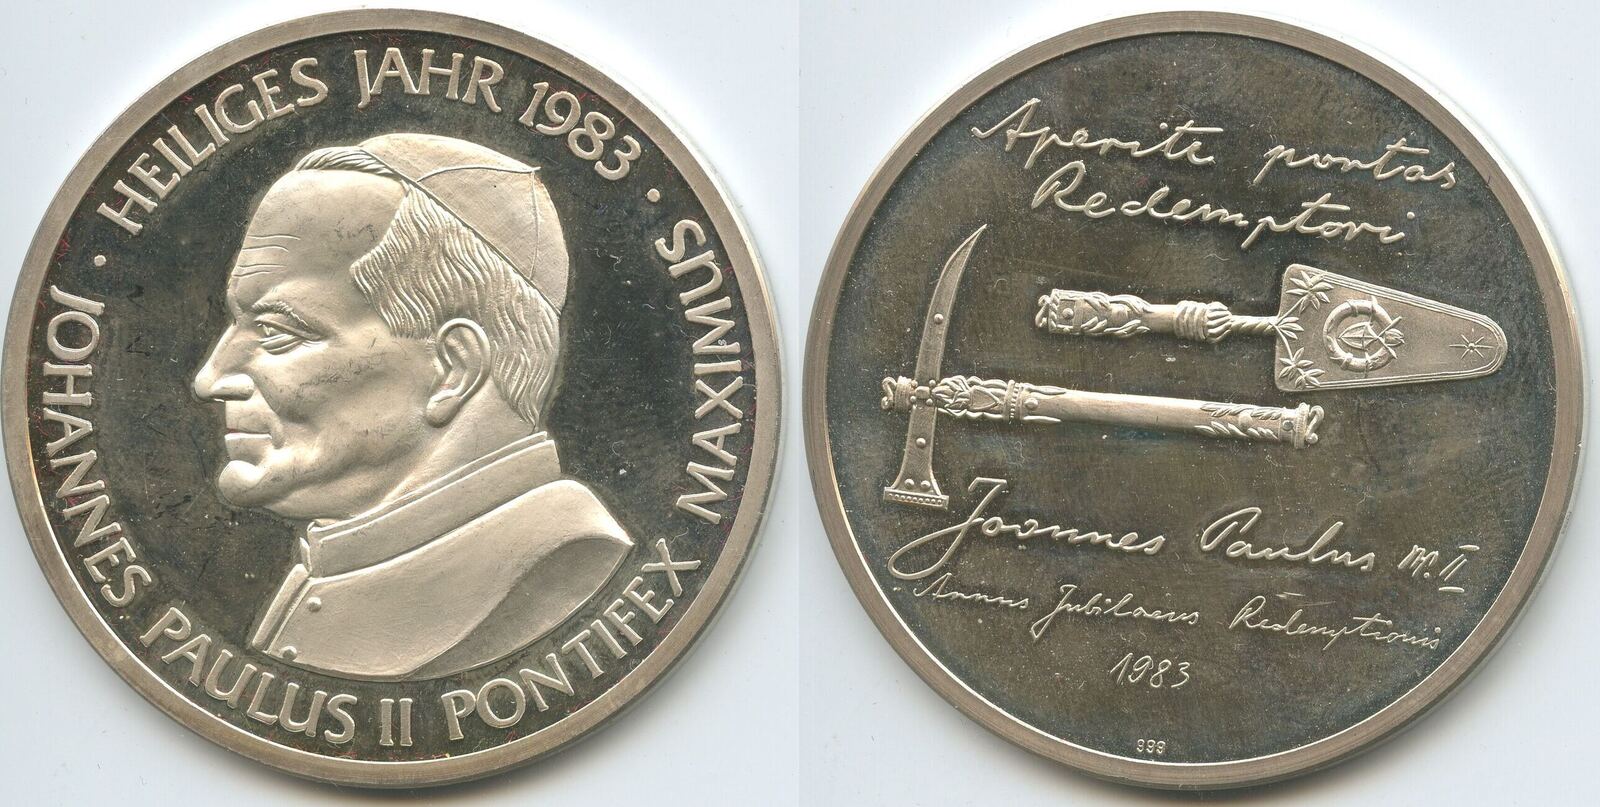 · HEILIGES JAHR 1983 ·
JOHANNES PAULUS II PONTIFEX MAXIMUS
Aperite portas
Redemptori
Joannes Paulus PP. II
Annus Jubilaeus Redemptionis
1983
999